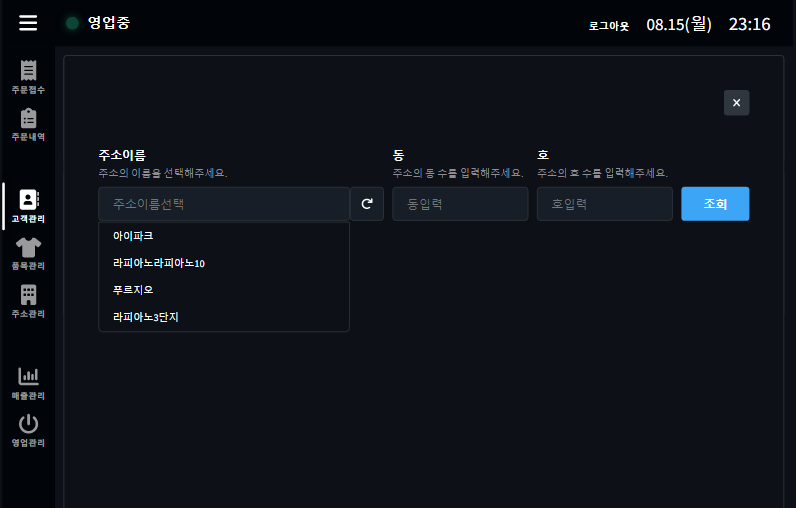 영업중
로그아웃 08.15(월) 23:16
주문접수
주문내역
고객관리
품목관리
주소관리
매출관리
영업관리
주소이름
주소의 이름을 선택해주세요.
주소이름선택
아이파크
라피아노라피아노10
푸르지오
라피아노3단지
동
주소의 동 수를 입력해주세요.
동입력
호
주소의 호 수를 입력해주세요.
호입력
조회